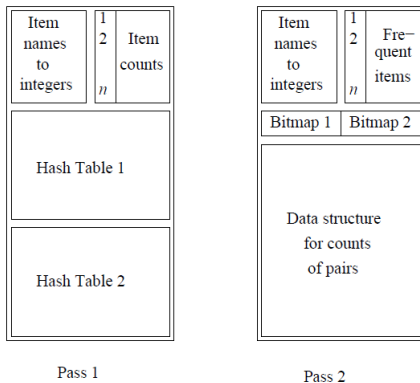 Item
names
to
integers
1
2
n
Item
counts
Hash Table 1
Hash Table 2
Pass 1
Item
names
to
integers
1
2
n
Fre−
quent
items
Bitmap 1
Bitmap 2
Data structure
for counts
of pairs
Pass 2